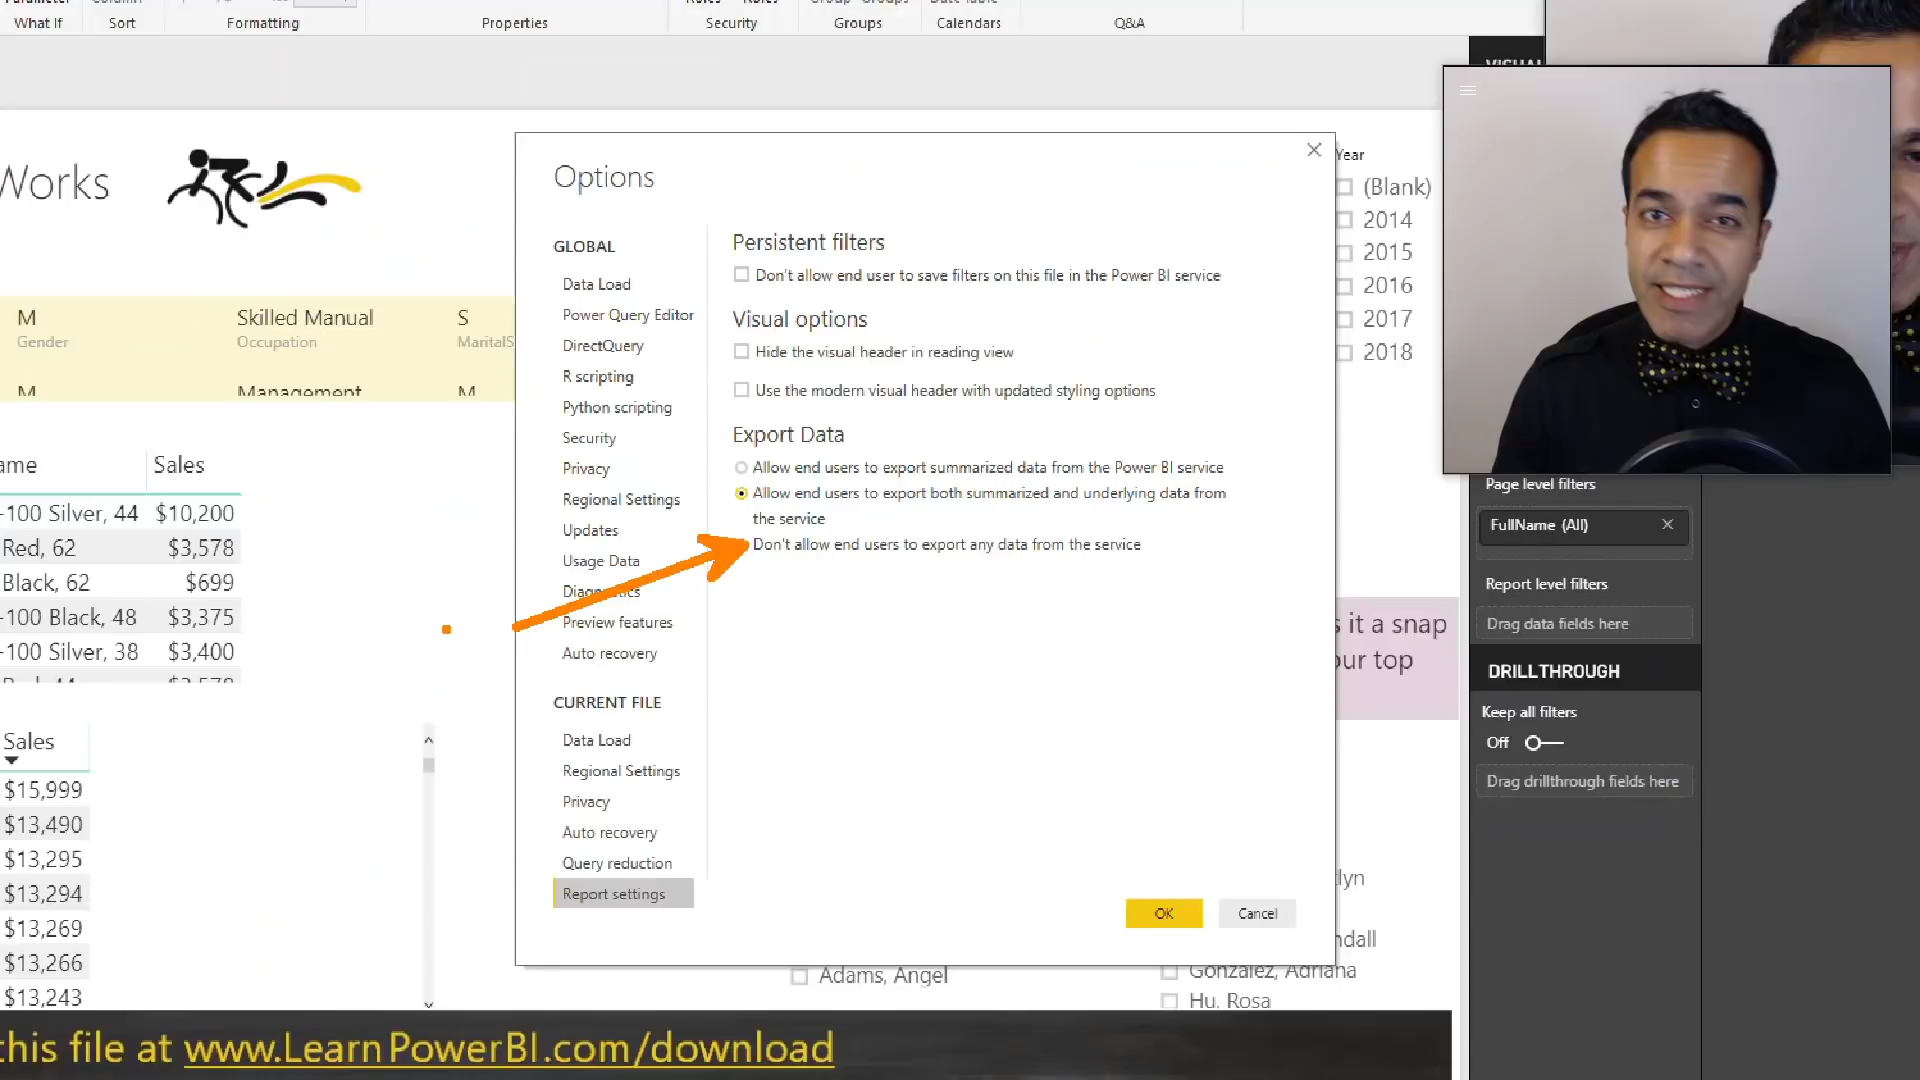 What If
Sort
Formatting
Properties
Security
Groups
Calendars
Q&A
Works
M
Gender
Skilled Manual
Occupation
S
MaritalS
M
Management
M
ame
Sales
-100 Silver, 44 $10,200
Red, 62 $3,578
Black, 62 $699
-100 Black, 48 $3,375
-100 Silver, 38 $3,400
Sales
$15,999
$13,490
$13,295
$13,294
$13,269
$13,266
$13,243
Options
GLOBAL
Data Load
Power Query Editor
DirectQuery
R scripting
Python scripting
Security
Privacy
Regional Settings
Updates
Usage Data
Diagnostics
Preview features
Auto recovery
CURRENT FILE
Data Load
Regional Settings
Privacy
Auto recovery
Query reduction
Report settings
Persistent filters
Don't allow end user to save filters on this file in the Power BI service
Visual options
Hide the visual header in reading view
Use the modern visual header with updated styling options
Export Data
Allow end users to export summarized data from the Power BI service
Allow end users to export both summarized and underlying data from
the service
Don't allow end users to export any data from the service
OK
Cancel
Year
(Blank)
2014
2015
2016
2017
2018
s it a snap
our top
Adams, Angel
Gonzalez, Adriana
Hu, Rosa
Page level filters
FullName (All)
Report level filters
Drag data fields here
DRILLTHROUGH
Keep all filters
Off
Drag drillthrough fields here
this file at www.LearnPowerBI.com/download